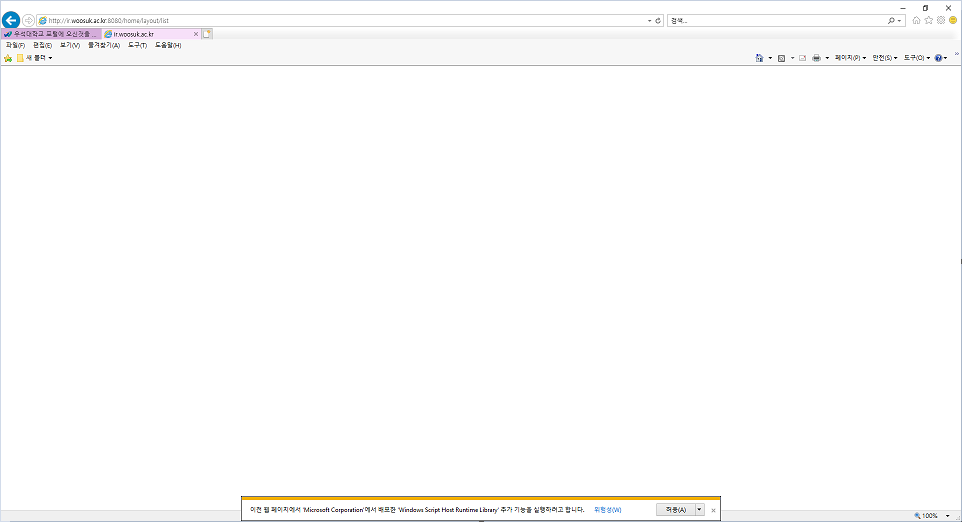 http://ir.woosuk.ac.kr:8080/home/layout/list
검색...
우석대학교 포털에 오신것을 ...
ir.woosuk.ac.kr
파일(F) 편집(E) 보기(V) 즐겨찾기(A) 도구(T) 도움말(H)
새 폴더
페이지(P) 안전(S) 도구(O)
이런 웹 페이지에서 'Microsoft Corporation'에서 배포한 'Windows Script Host Runtime Library' 추가 기능을 실행하려고 합니다. 위험성(W) 허용(A)
100%